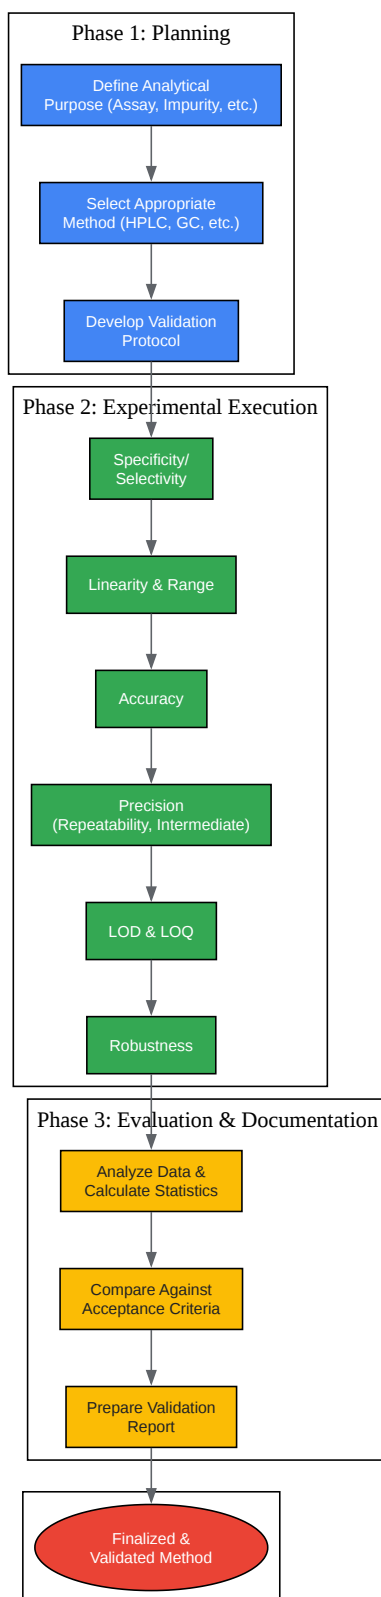 Phase 1: Planning
Define Analytical
Purpose (Assay, Impurity, etc.)
Select Appropriate
Method (HPLC, GC, etc.)
Develop Validation
Protocol
Phase 2: Experimental Execution
Specificity/
Selectivity
Linearity & Range
Accuracy
Precision
(Repeatability, Intermediate)
LOD & LOQ
Robustness
Phase 3: Evaluation & Documentation
Analyze Data &
Calculate Statistics
Compare Against
Acceptance Criteria
Prepare Validation
Report
Finalized &
Validated Method